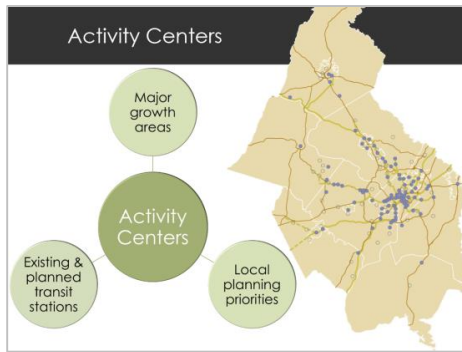 Activity Centers
Major
growth
areas
Activity
Centers
Existing &
planned
transit
stations
Local
planning
priorities